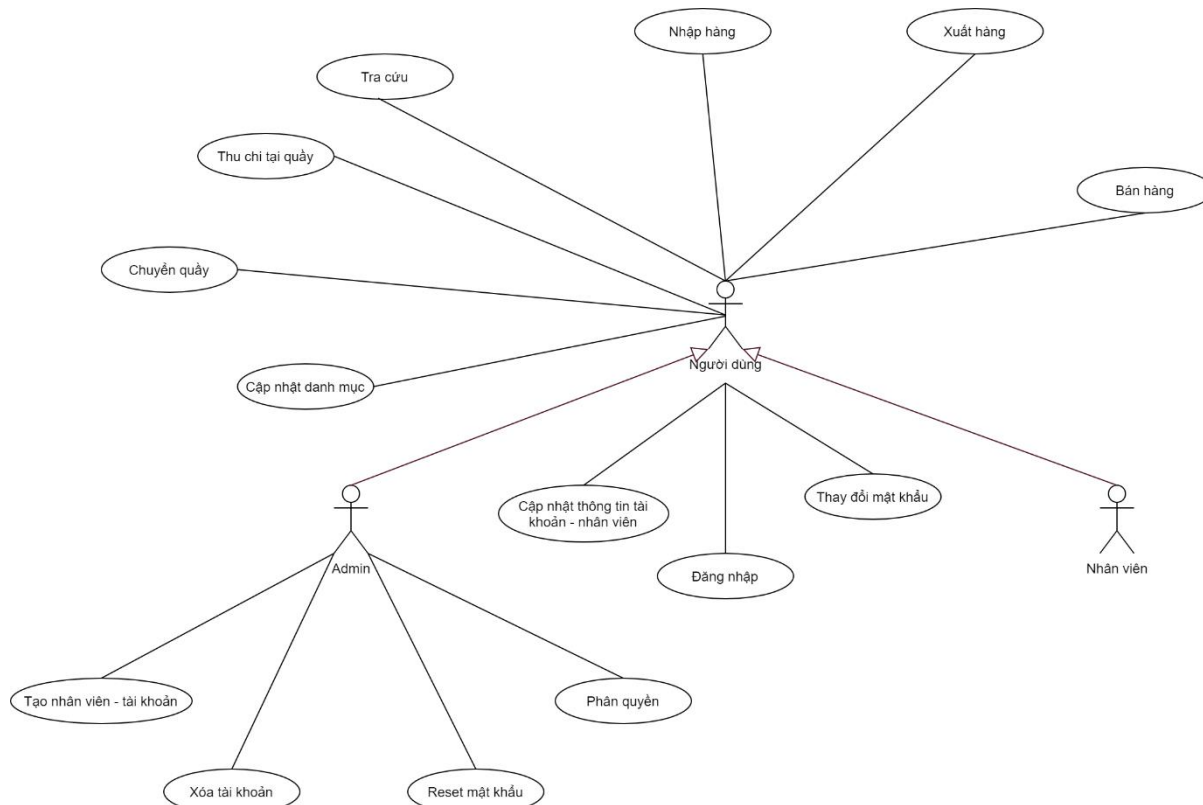 Nhập hàng
Xuất hàng
Tra cứu
Thu chi tại quầy
Bán hàng
Chuyển quầy
Người dùng
Cập nhật danh mục
Cập nhật thông tin tài
khoản - nhân viên
Thay đổi mật khẩu
Đăng nhập
Admin
Nhân viên
Tạo nhân viên - tài khoản
Phân quyền
Xóa tài khoản
Reset mật khẩu